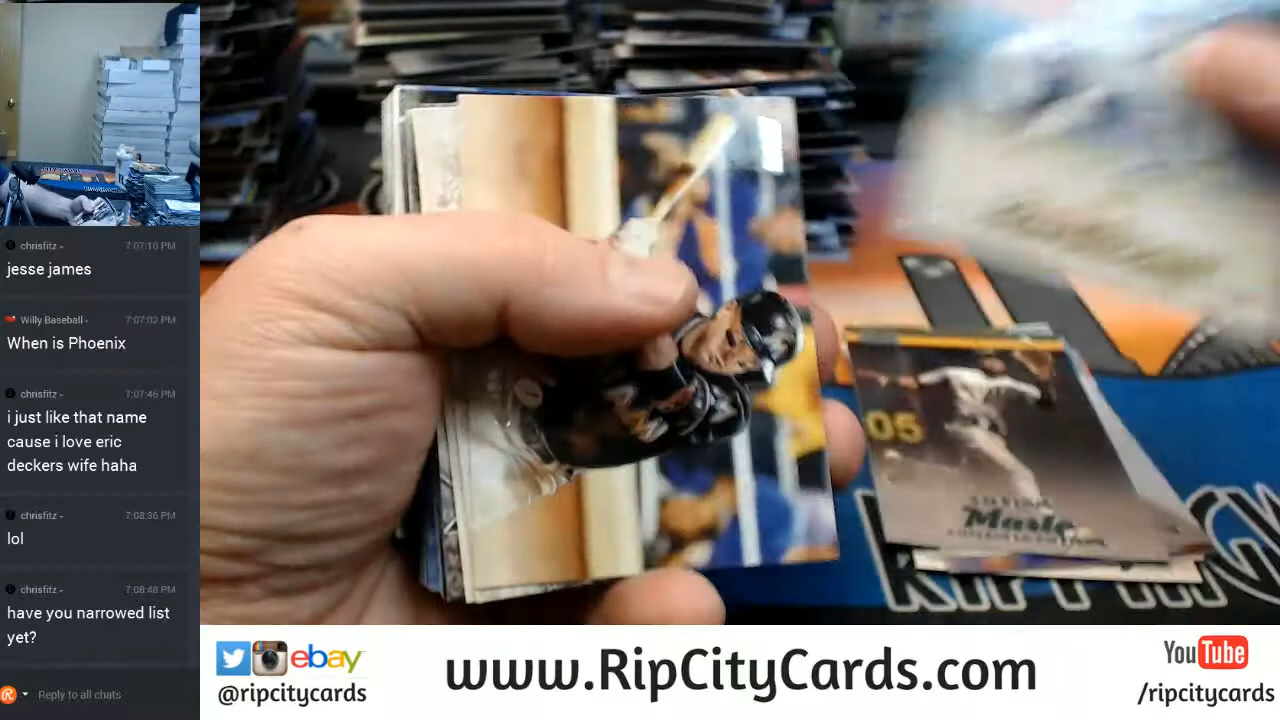 chrisfitz - 7:07:10 PM
jesse james
Willy Baseball - 7:07:02 PM
When is Phoenix
chrisfitz - 7:07:46 PM
i just like that name
cause i love eric
deckers wife haha
chrisfitz - 7:08:36 PM
lol
chrisfitz - 7:08:48 PM
have you narrowed list
yet?
Reply to all chats
05
ebay
@ripcitycards
www.RipCityCards.com
YouTube
/ripcitycards